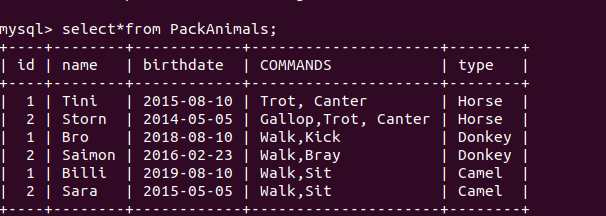 mysql> select*from PackAnimals;
+----+--------+------------+---------------------+--------+
| id | name   | birthdate  | COMMANDS            | type   |
+----+--------+------------+---------------------+--------+
|  1 | Tini   | 2015-08-10 | Trot, Canter        | Horse  |
|  2 | Storn  | 2014-05-05 | Gallop,Trot, Canter | Horse  |
|  1 | Bro    | 2018-08-10 | Walk,Kick           | Donkey |
|  2 | Saimon | 2016-02-23 | Walk,Bray           | Donkey |
|  1 | Billi  | 2019-08-10 | Walk,Sit            | Camel  |
|  2 | Sara   | 2015-05-05 | Walk,Sit            | Camel  |
+----+--------+------------+---------------------+--------+